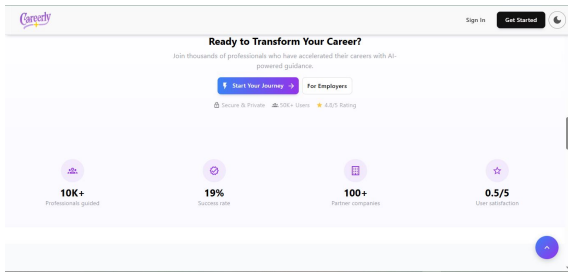 Careerly
Sign In
Get Started
Ready to Transform Your Career?
Join thousands of professionals who have accelerated their careers with AI-
powered guidance.
Start Your Journey →
For Employers
Secure & Private 50K+ Users 4.8/5 Rating
10K+
Professionals guided
19%
Success rate
100+
Partner companies
0.5/5
User satisfaction